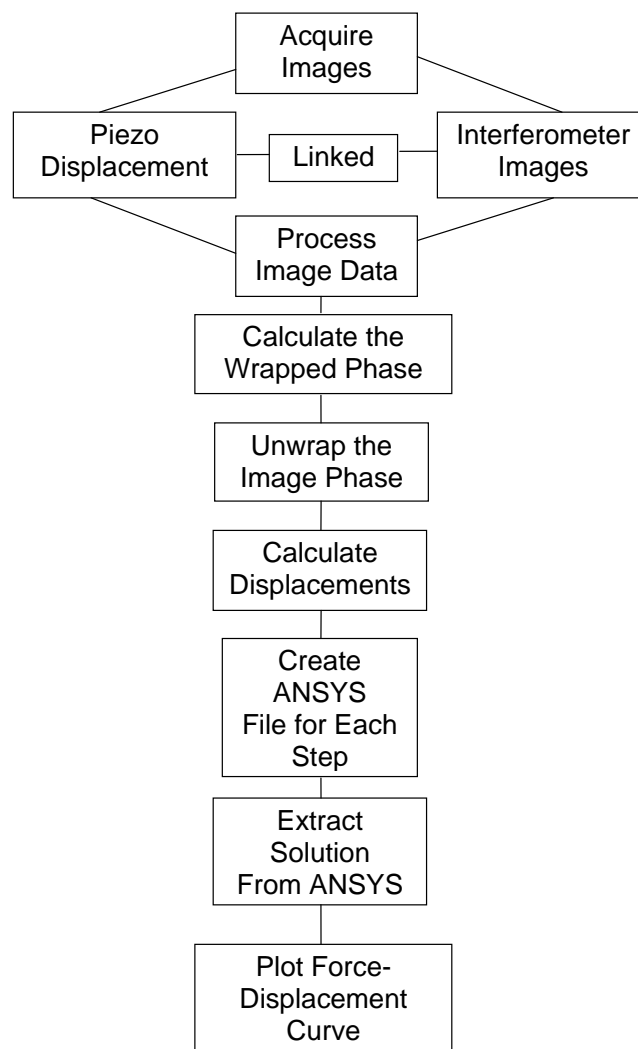 Acquire
Images
Piezo
Displacement
Linked
Interferometer
Images
Process
Image Data
Calculate the
Wrapped Phase
Unwrap the
Image Phase
Calculate
Displacements
Create
ANSYS
File for Each
Step
Extract
Solution
From ANSYS
Plot Force-
Displacement
Curve